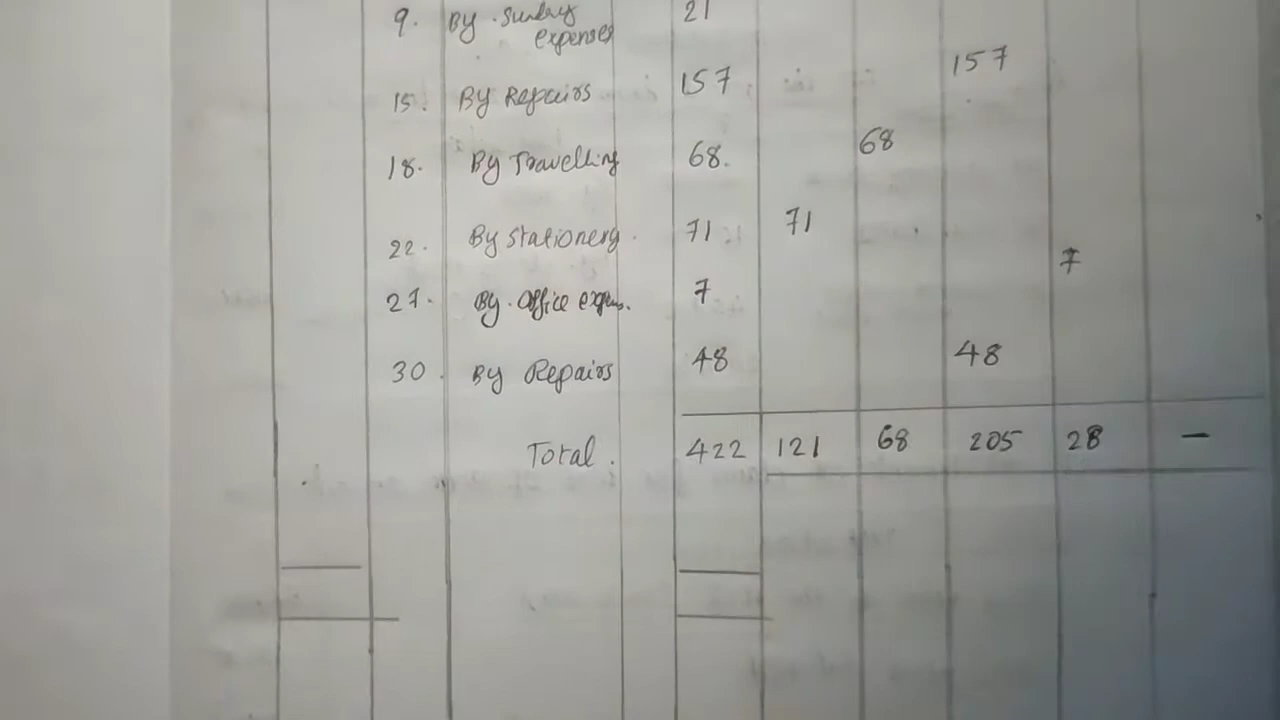 9. By Sundry 21
expenses
15. By Repairs 157 157
18. By Travelling 68. 68
22. By Stationery. 71 71
27. By. Office expns. 7 7
30. By Repairs 48 48
Total. 422 121 68 205 28 —